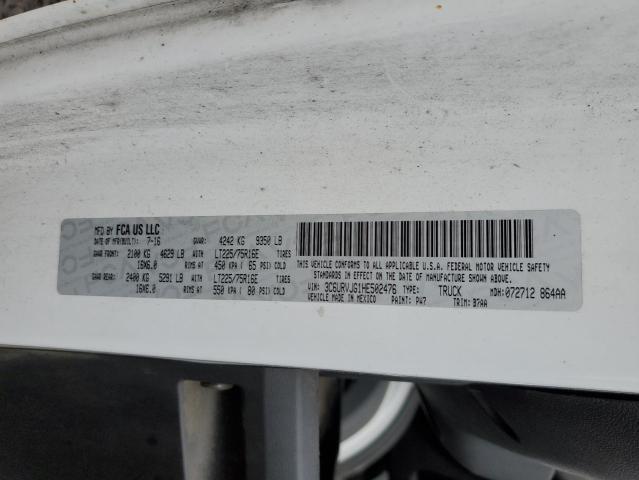 MFD BY FCA US LLC
DATE OF MFR(BUILT): 7-16 GVWR: 4242 KG 9350 LB
GAWR FRONT: 2100 KG 4629 LB WITH LT225/75R16E TIRES
16X6.0 RIMS AT 450 KPA ( 65 PSI) COLD
GAWR REAR: 2400 KG 5291 LB WITH LT225/75R16E TIRES
16X6.0 RIMS AT 550 KPA ( 80 PSI) COLD
THIS VEHICLE CONFORMS TO ALL APPLICABLE U.S.A. FEDERAL MOTOR VEHICLE SAFETY
STANDARDS IN EFFECT ON THE DATE OF MANUFACTURE SHOWN ABOVE.
VIN: 3C6URVJG1HE502476 TYPE: TRUCK MDH: 072712 864AA
MADE IN MEXICO PAINT: PW7 TRIM: B7AA